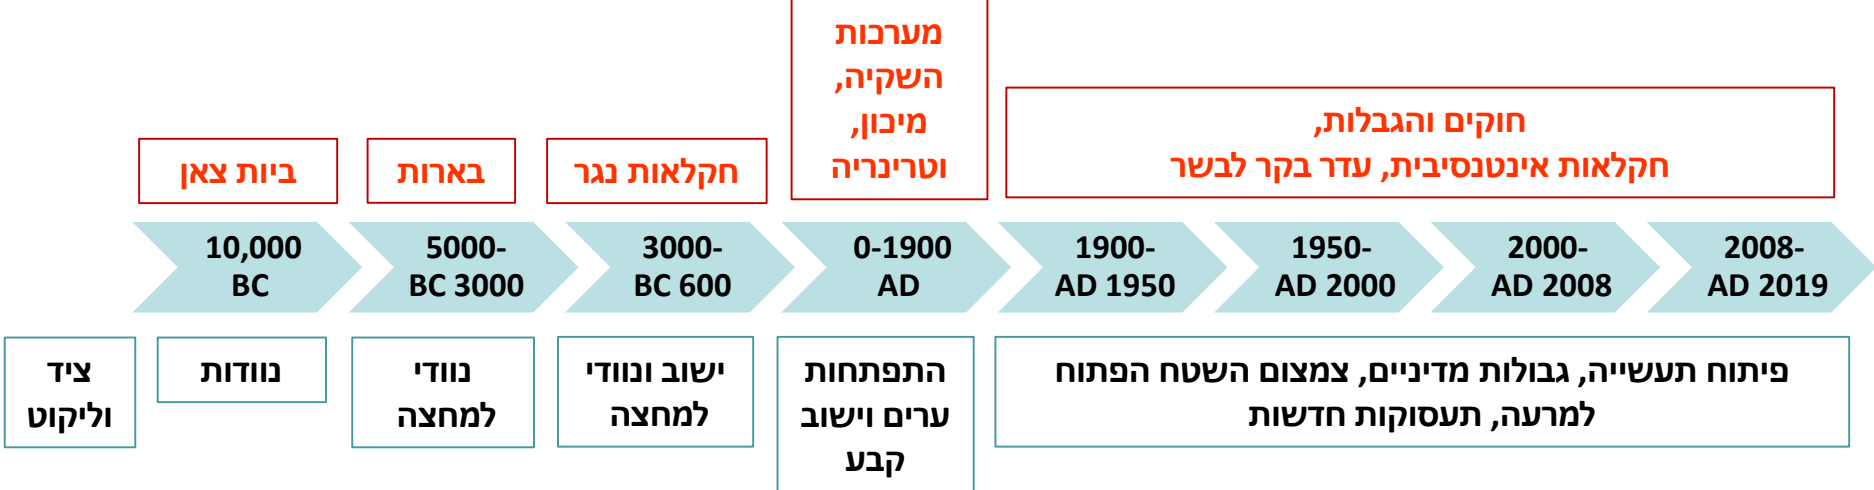 מערכות
השקיה,
מיכון,
וטרינריה
חוקים והגבלות,
חקלאות אינטנסיבית, עדר בקר לבשר
ביות צאן
בארות
חקלאות נגר
10,000
BC
5000-
BC 3000
3000-
BC 600
0-1900
AD
1900-
AD 1950
1950-
AD 2000
2000-
AD 2008
2008-
AD 2019
ציד
וליקוט
נוודות
נוודי
למחצה
ישוב ונוודי
למחצה
התפתחות
ערים וישוב
קבע
פיתוח תעשייה, גבולות מדיניים, צמצום השטח הפתוח
למרעה, תעסוקות חדשות